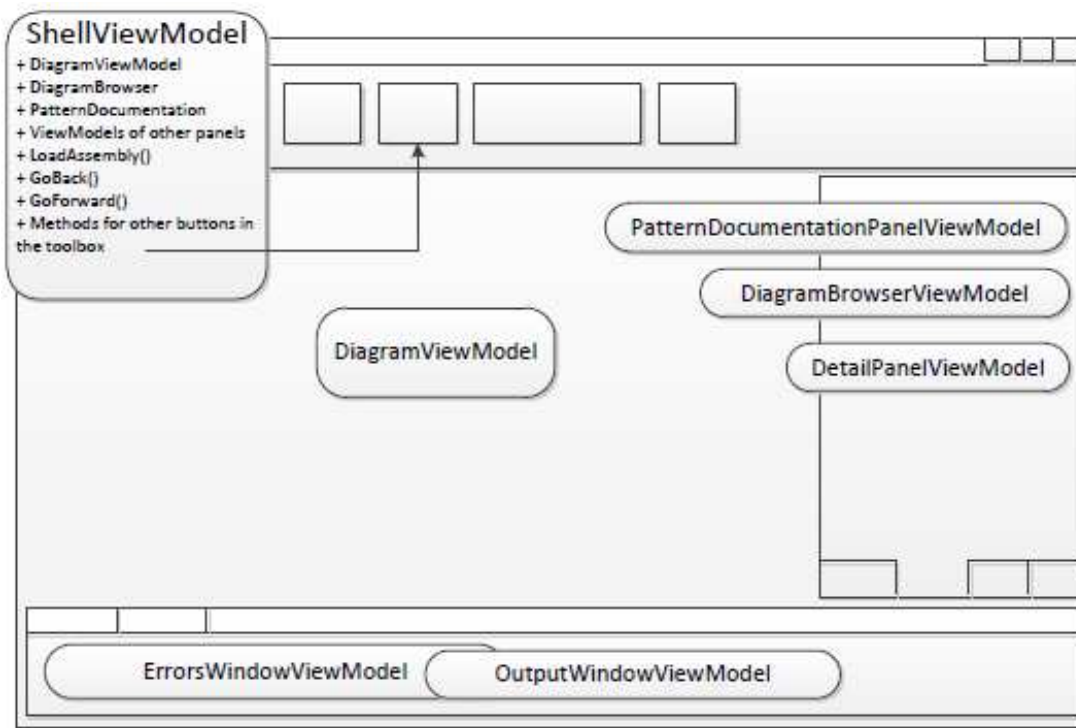 ShellViewModel
+ DiagramViewModel
+ DiagramBrowser
+ PatternDocumentation
+ ViewModels of other panels
+ LoadAssembly()
+ GoBack()
+ GoForward()
+ Methods for other buttons in
the toolbox
PatternDocumentationPanelViewModel
DiagramBrowserViewModel
DiagramViewModel
DetailPanelViewModel
ErrorsWindowViewModel
OutputWindowViewModel